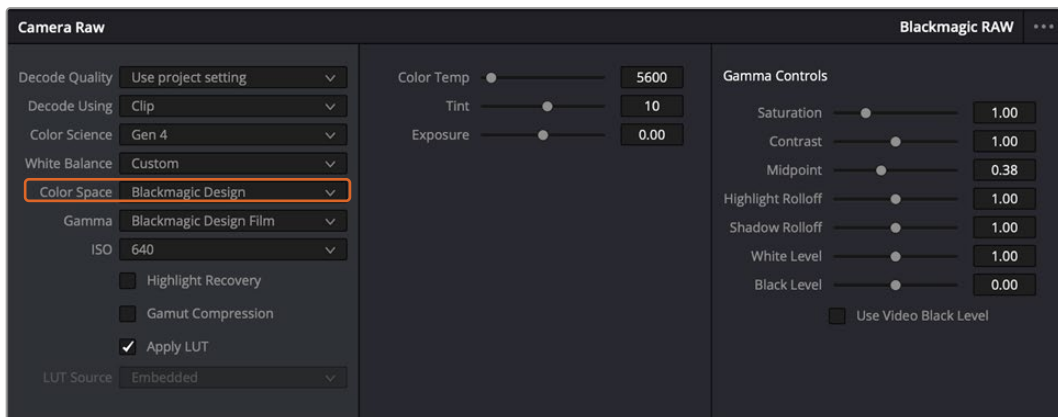 Camera Raw
Blackmagic RAW
Decode Quality Use project setting
Decode Using Clip
Color Science Gen 4
White Balance Custom
Color Space Blackmagic Design
Gamma Blackmagic Design Film
ISO 640
Highlight Recovery
Gamut Compression
Apply LUT
LUT Source Embedded
Color Temp 5600
Tint 10
Exposure 0.00
Gamma Controls
Saturation 1.00
Contrast 1.00
Midpoint 0.38
Highlight Rolloff 1.00
Shadow Rolloff 1.00
White Level 1.00
Black Level 0.00
Use Video Black Level